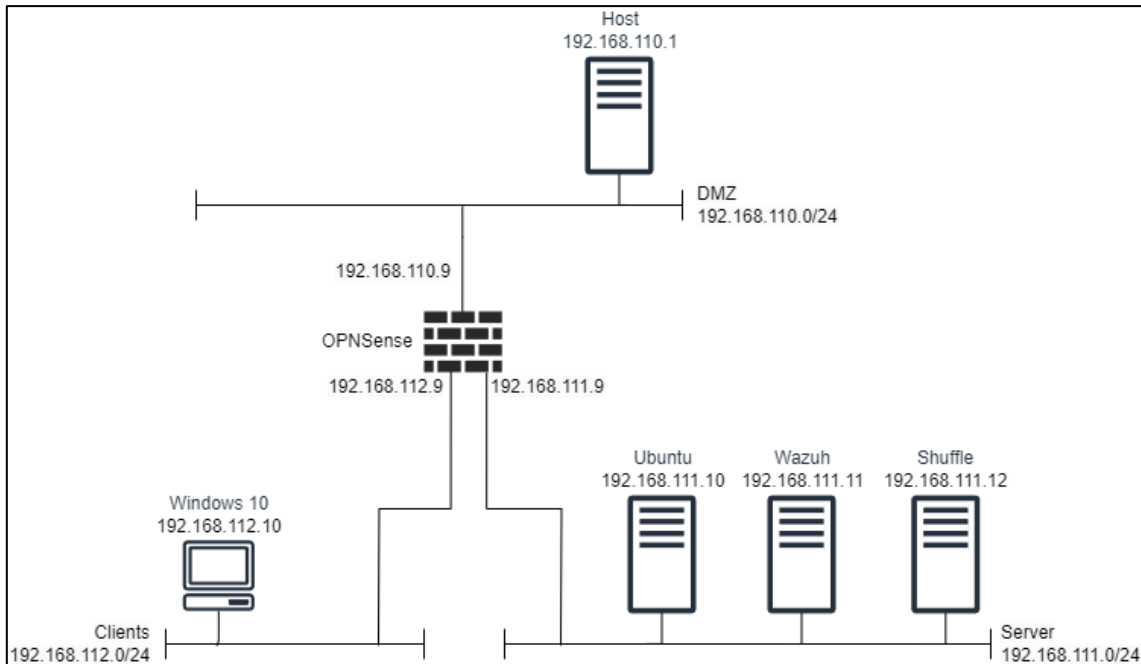 Host
192.168.110.1
DMZ
192.168.110.0/24
192.168.110.9
OPNSense
192.168.112.9
192.168.111.9
Ubuntu
192.168.111.10
Wazuh
192.168.111.11
Shuffle
192.168.111.12
Windows 10
192.168.112.10
Clients
192.168.112.0/24
Server
192.168.111.0/24